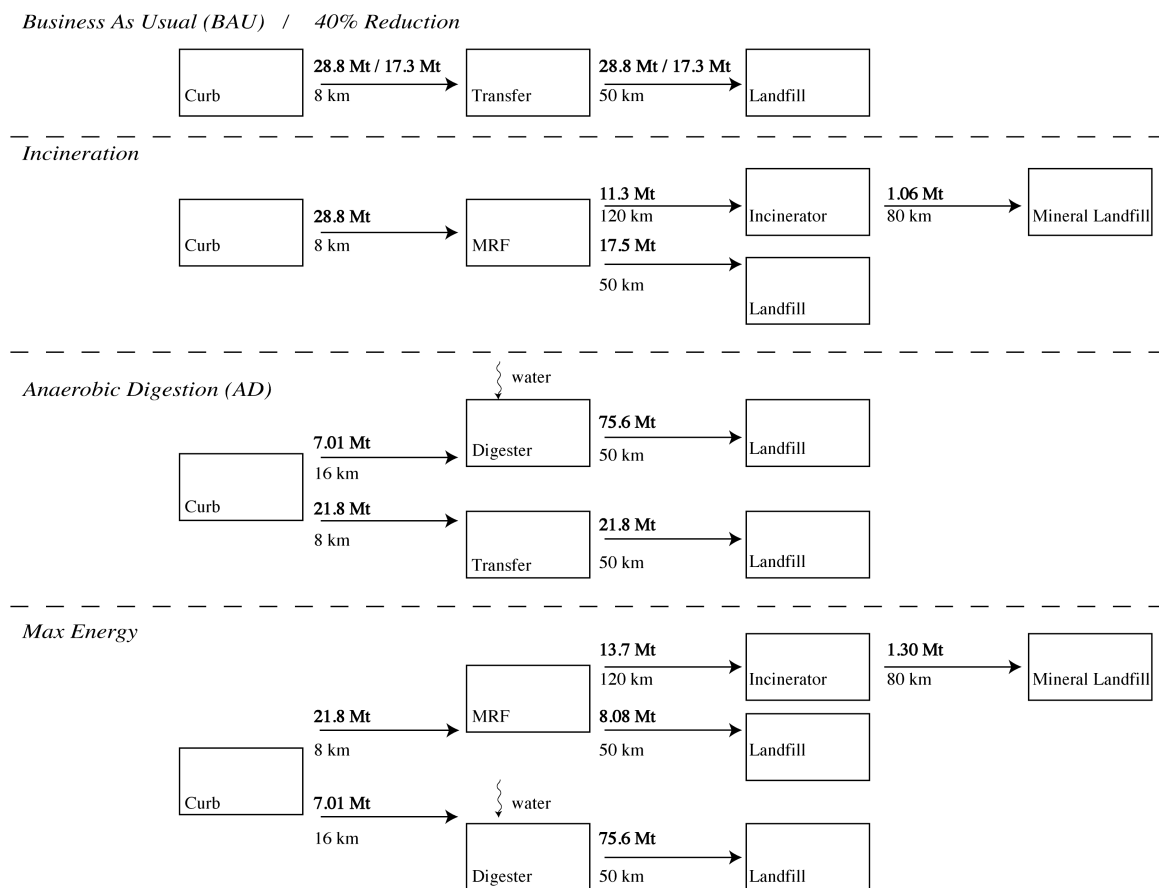 Business As Usual (BAU) / 40% Reduction
28.8 Mt / 17.3 Mt
28.8 Mt / 17.3 Mt
Curb
8 km
Transfer
50 km
Landfill
Incineration
28.8 Mt
11.3 Mt
1.06 Mt
120 km
Incinerator
80 km
Mineral Landfill
Curb
8 km
MRF
17.5 Mt
50 km
Landfill
Anaerobic Digestion (AD)
water
7.01 Mt
75.6 Mt
16 km
Digester
50 km
Landfill
Curb
21.8 Mt
21.8 Mt
8 km
Transfer
50 km
Landfill
Max Energy
13.7 Mt
1.30 Mt
120 km
Incinerator
80 km
Mineral Landfill
21.8 Mt
MRF
8.08 Mt
8 km
50 km
Landfill
Curb
7.01 Mt
water
16 km
75.6 Mt
Digester
50 km
Landfill